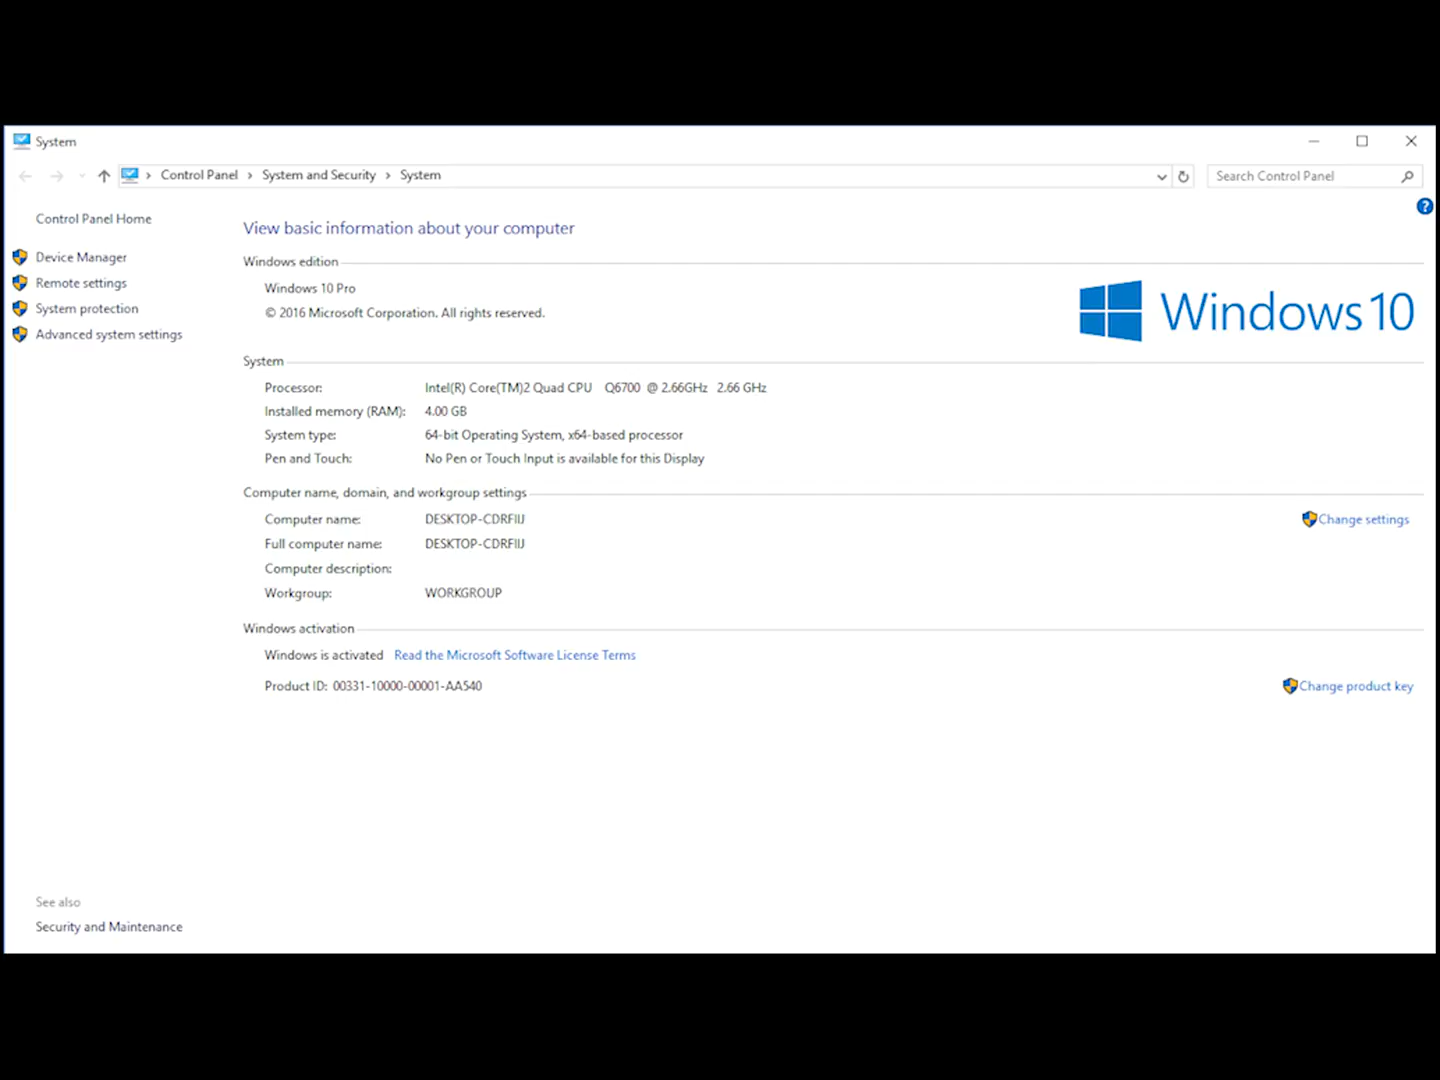 System
Control Panel > System and Security > System
Search Control Panel
?
Control Panel Home
Device Manager
Remote settings
System protection
Advanced system settings
View basic information about your computer
Windows edition
Windows 10 Pro
© 2016 Microsoft Corporation. All rights reserved.
Windows 10
System
Processor: Intel(R) Core(TM)2 Quad CPU Q6700 @ 2.66GHz 2.66 GHz
Installed memory (RAM): 4.00 GB
System type: 64-bit Operating System, x64-based processor
Pen and Touch: No Pen or Touch Input is available for this Display
Computer name, domain, and workgroup settings
Computer name: DESKTOP-CDRFIIJ
Change settings
Full computer name: DESKTOP-CDRFIIJ
Computer description:
Workgroup: WORKGROUP
Windows activation
Windows is activated Read the Microsoft Software License Terms
Product ID: 00331-10000-00001-AA540
Change product key
See also
Security and Maintenance